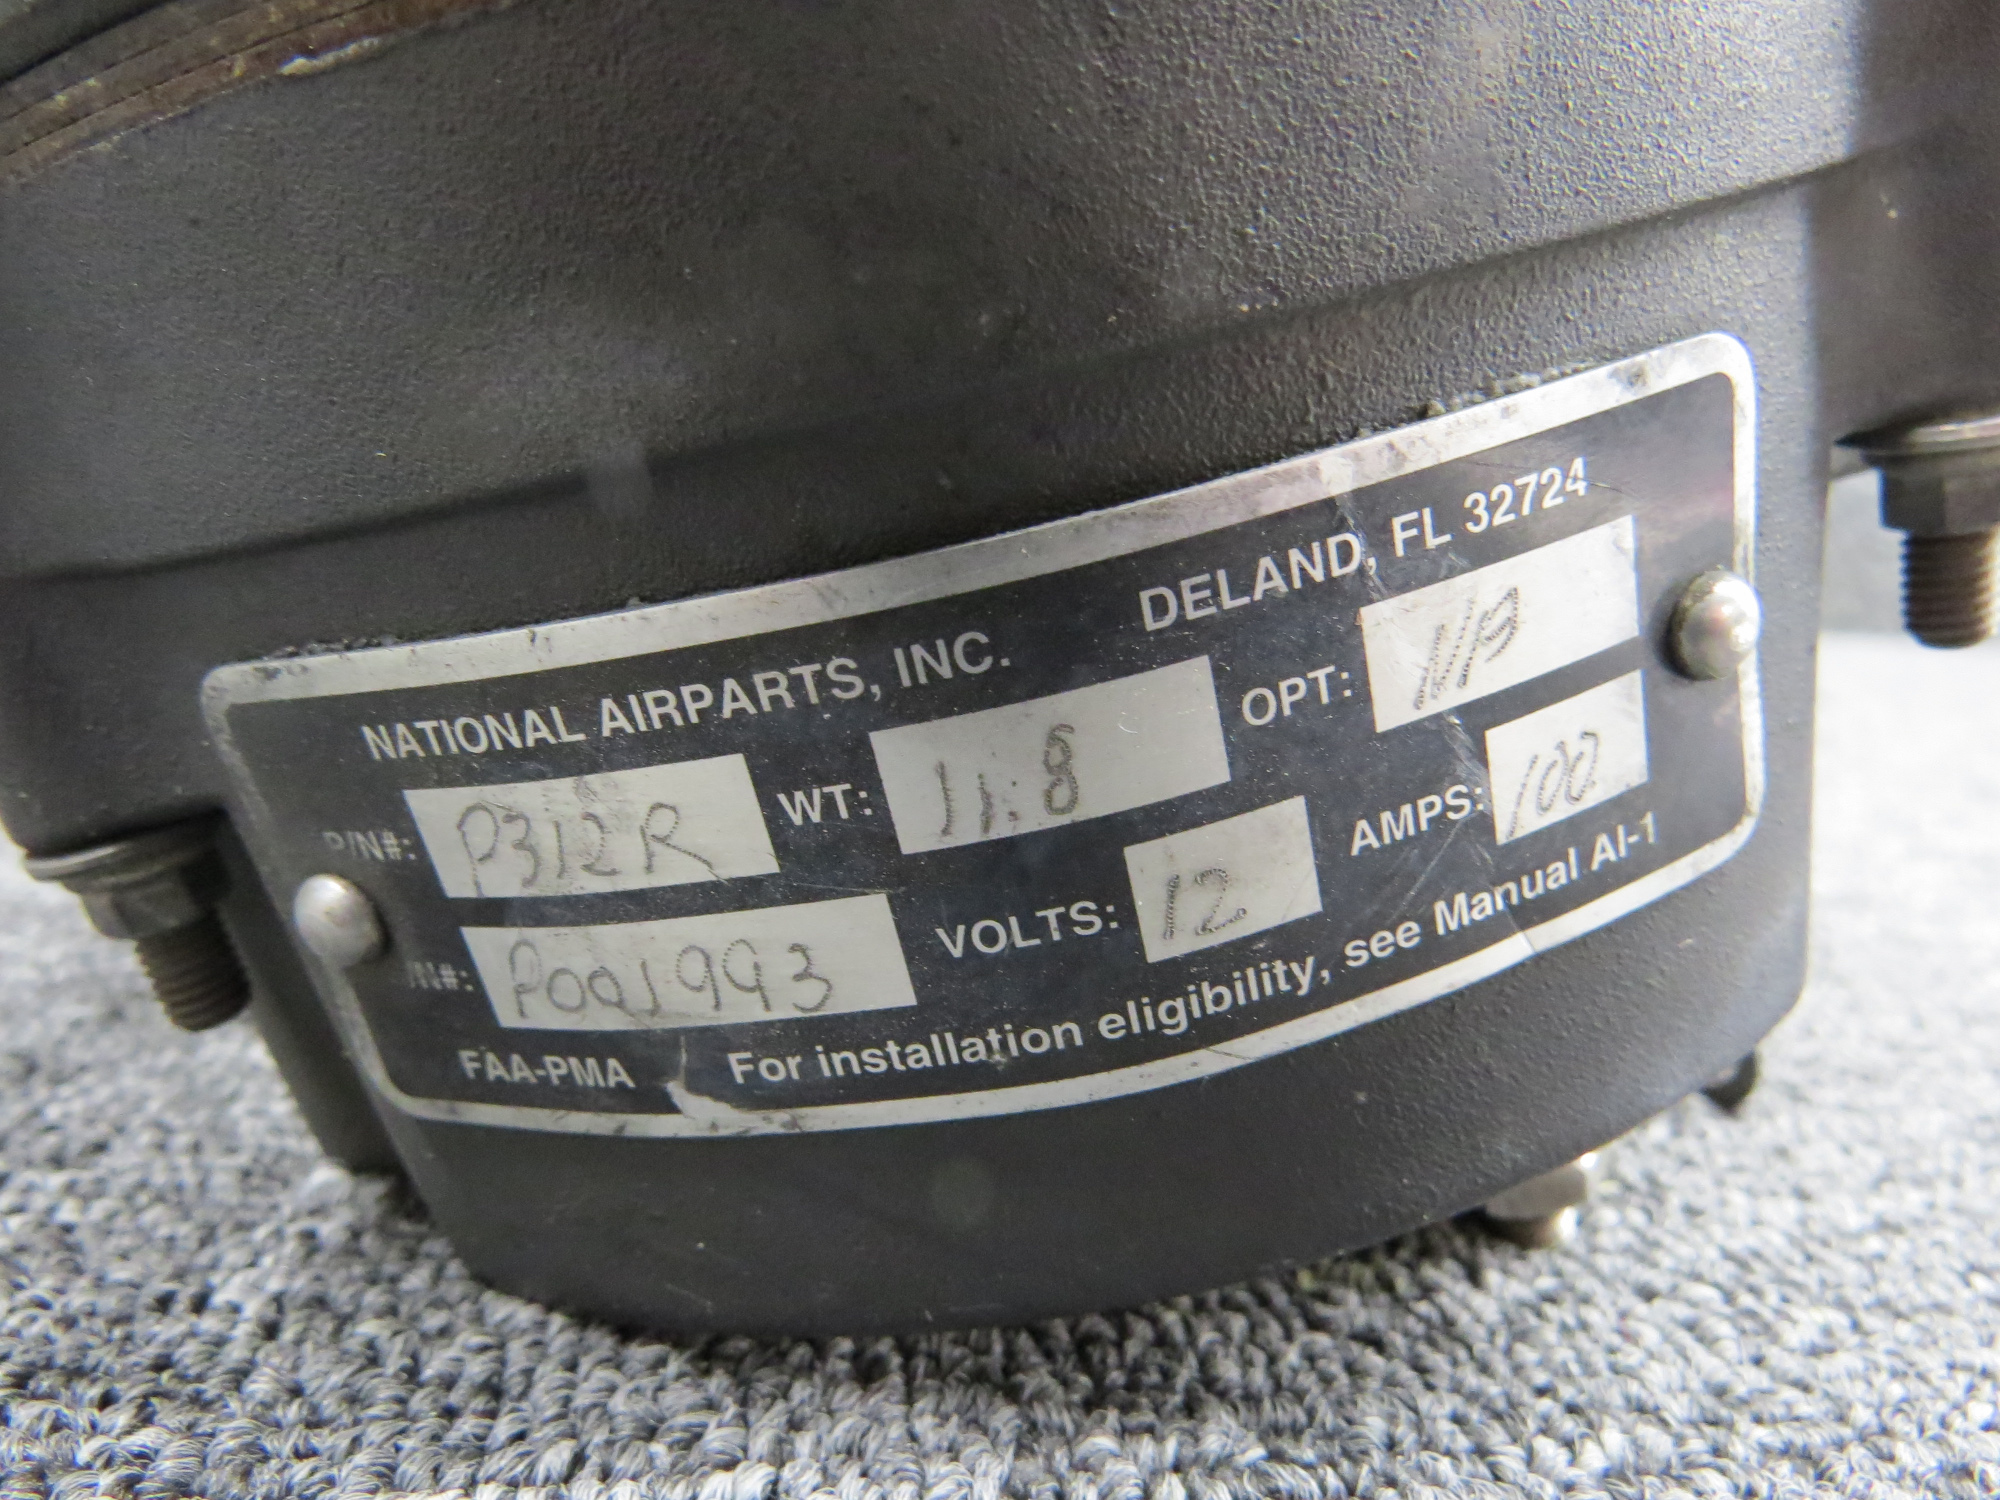 NATIONAL AIRPARTS, INC. DELAND, FL 32724
P/N#: P312R WT: 11.8 OPT: N/A
/N#: VOLTS: 12 AMPS: 100
FAA-PMA For installation eligibility, see Manual AI-1